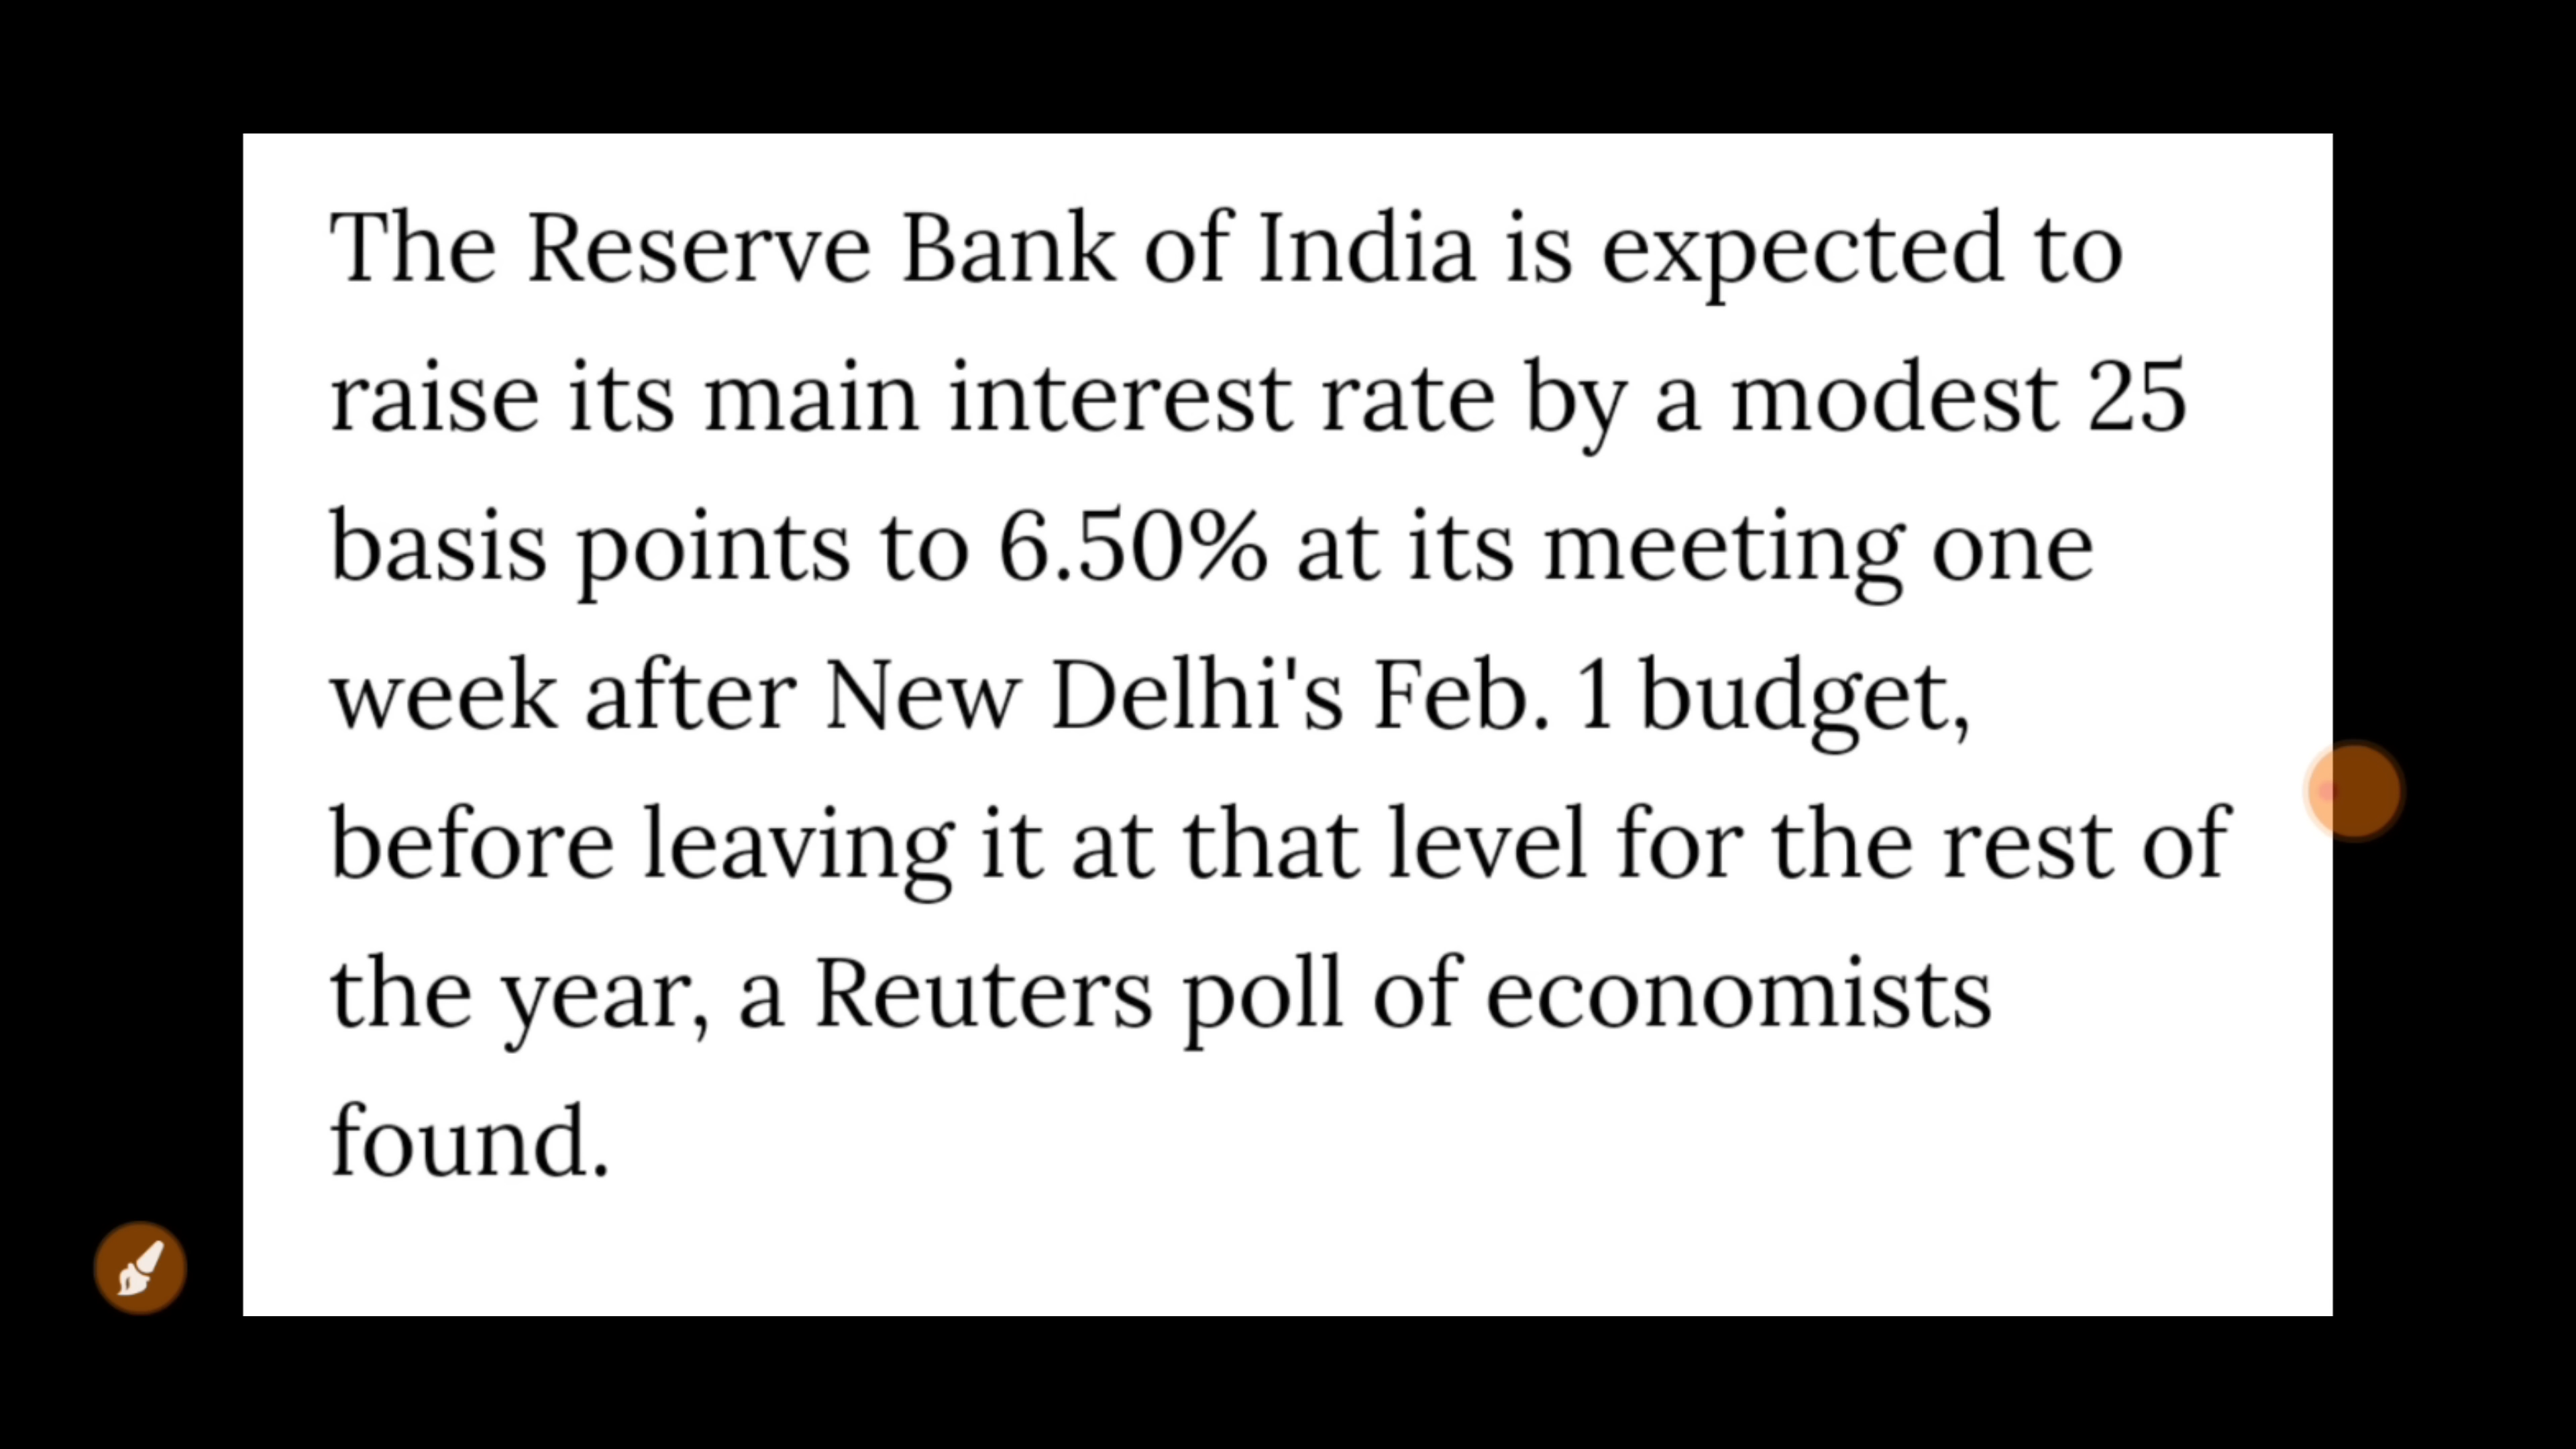 The Reserve Bank of India is expected to
raise its main interest rate by a modest 25
basis points to 6.50% at its meeting one
week after New Delhi's Feb. 1 budget,
before leaving it at that level for the rest of
the year, a Reuters poll of economists
found.